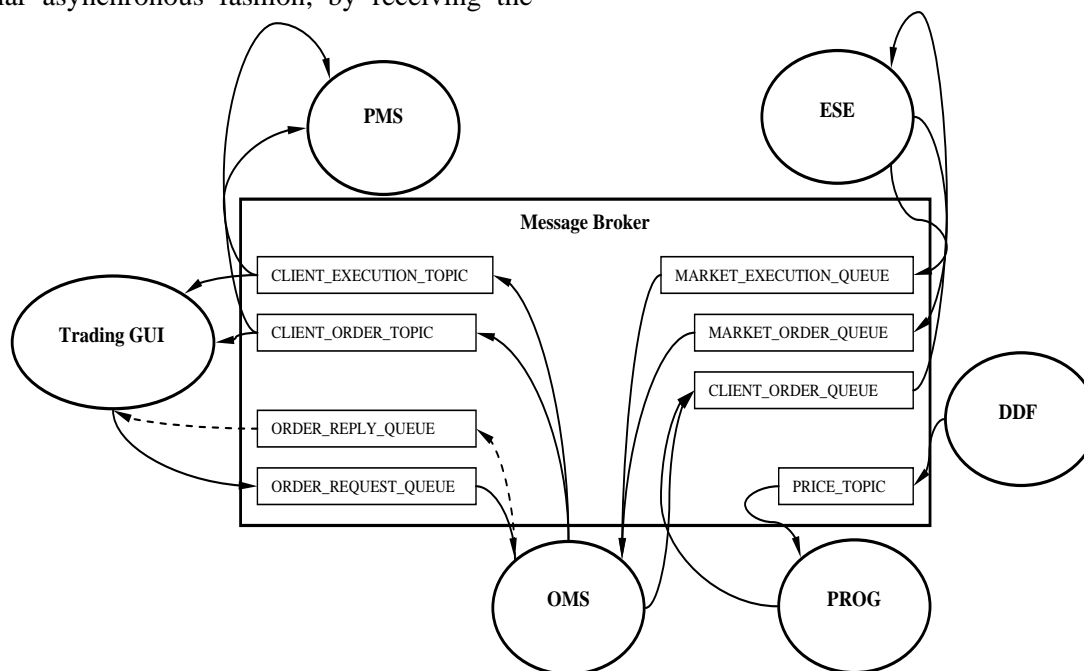 ar asynchronous fashion, by receiving the
PMS
ESE
Message Broker
CLIENT_EXECUTION_TOPIC
MARKET_EXECUTION_QUEUE
Trading GUI
CLIENT_ORDER_TOPIC
MARKET_ORDER_QUEUE
CLIENT_ORDER_QUEUE
DDF
ORDER_REPLY_QUEUE
ORDER_REQUEST_QUEUE
PRICE_TOPIC
OMS
PROG